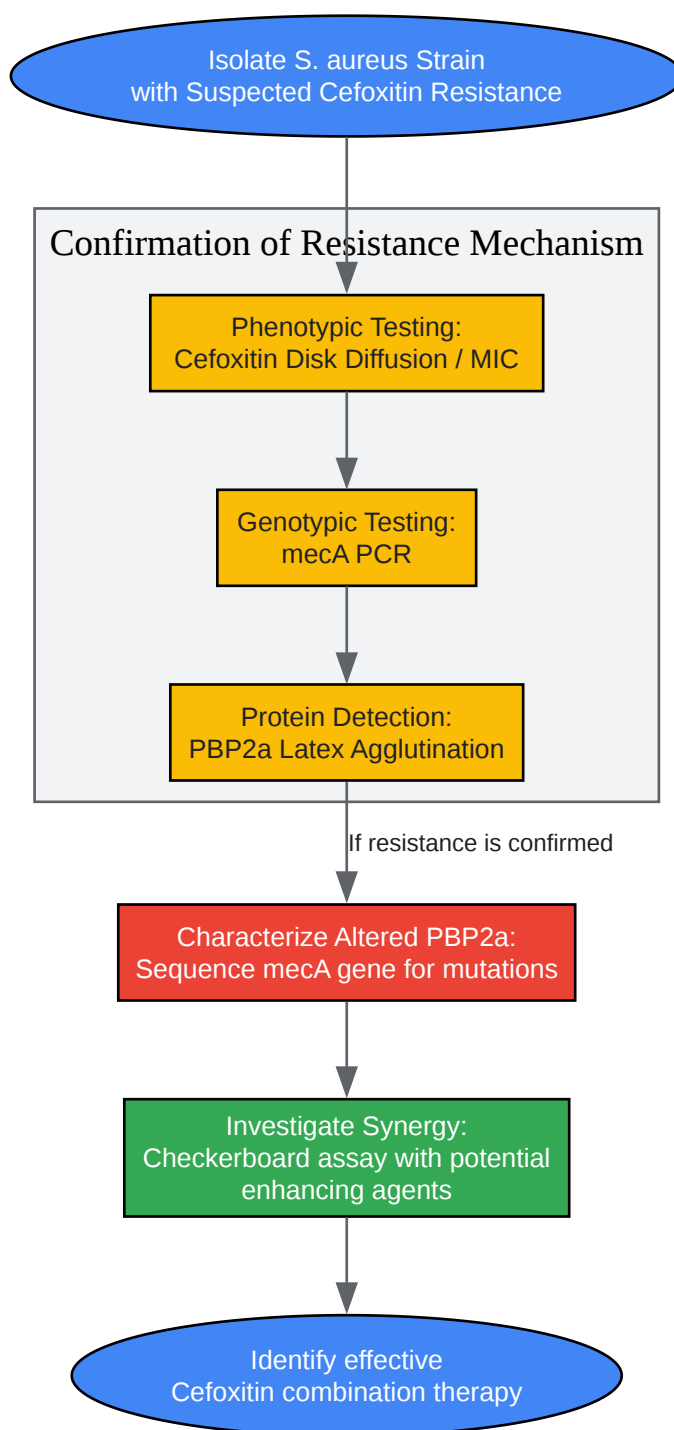 Isolate S. aureus Strain
with Suspected Cefoxitin Resistance
Confirmation of Resistance Mechanism
Phenotypic Testing:
Cefoxitin Disk Diffusion / MIC
Genotypic Testing:
mecA PCR
Protein Detection:
PBP2a Latex Agglutination
If resistance is confirmed
Characterize Altered PBP2a:
Sequence mecA gene for mutations
Investigate Synergy:
Checkerboard assay with potential
enhancing agents
Identify effective
Cefoxitin combination therapy